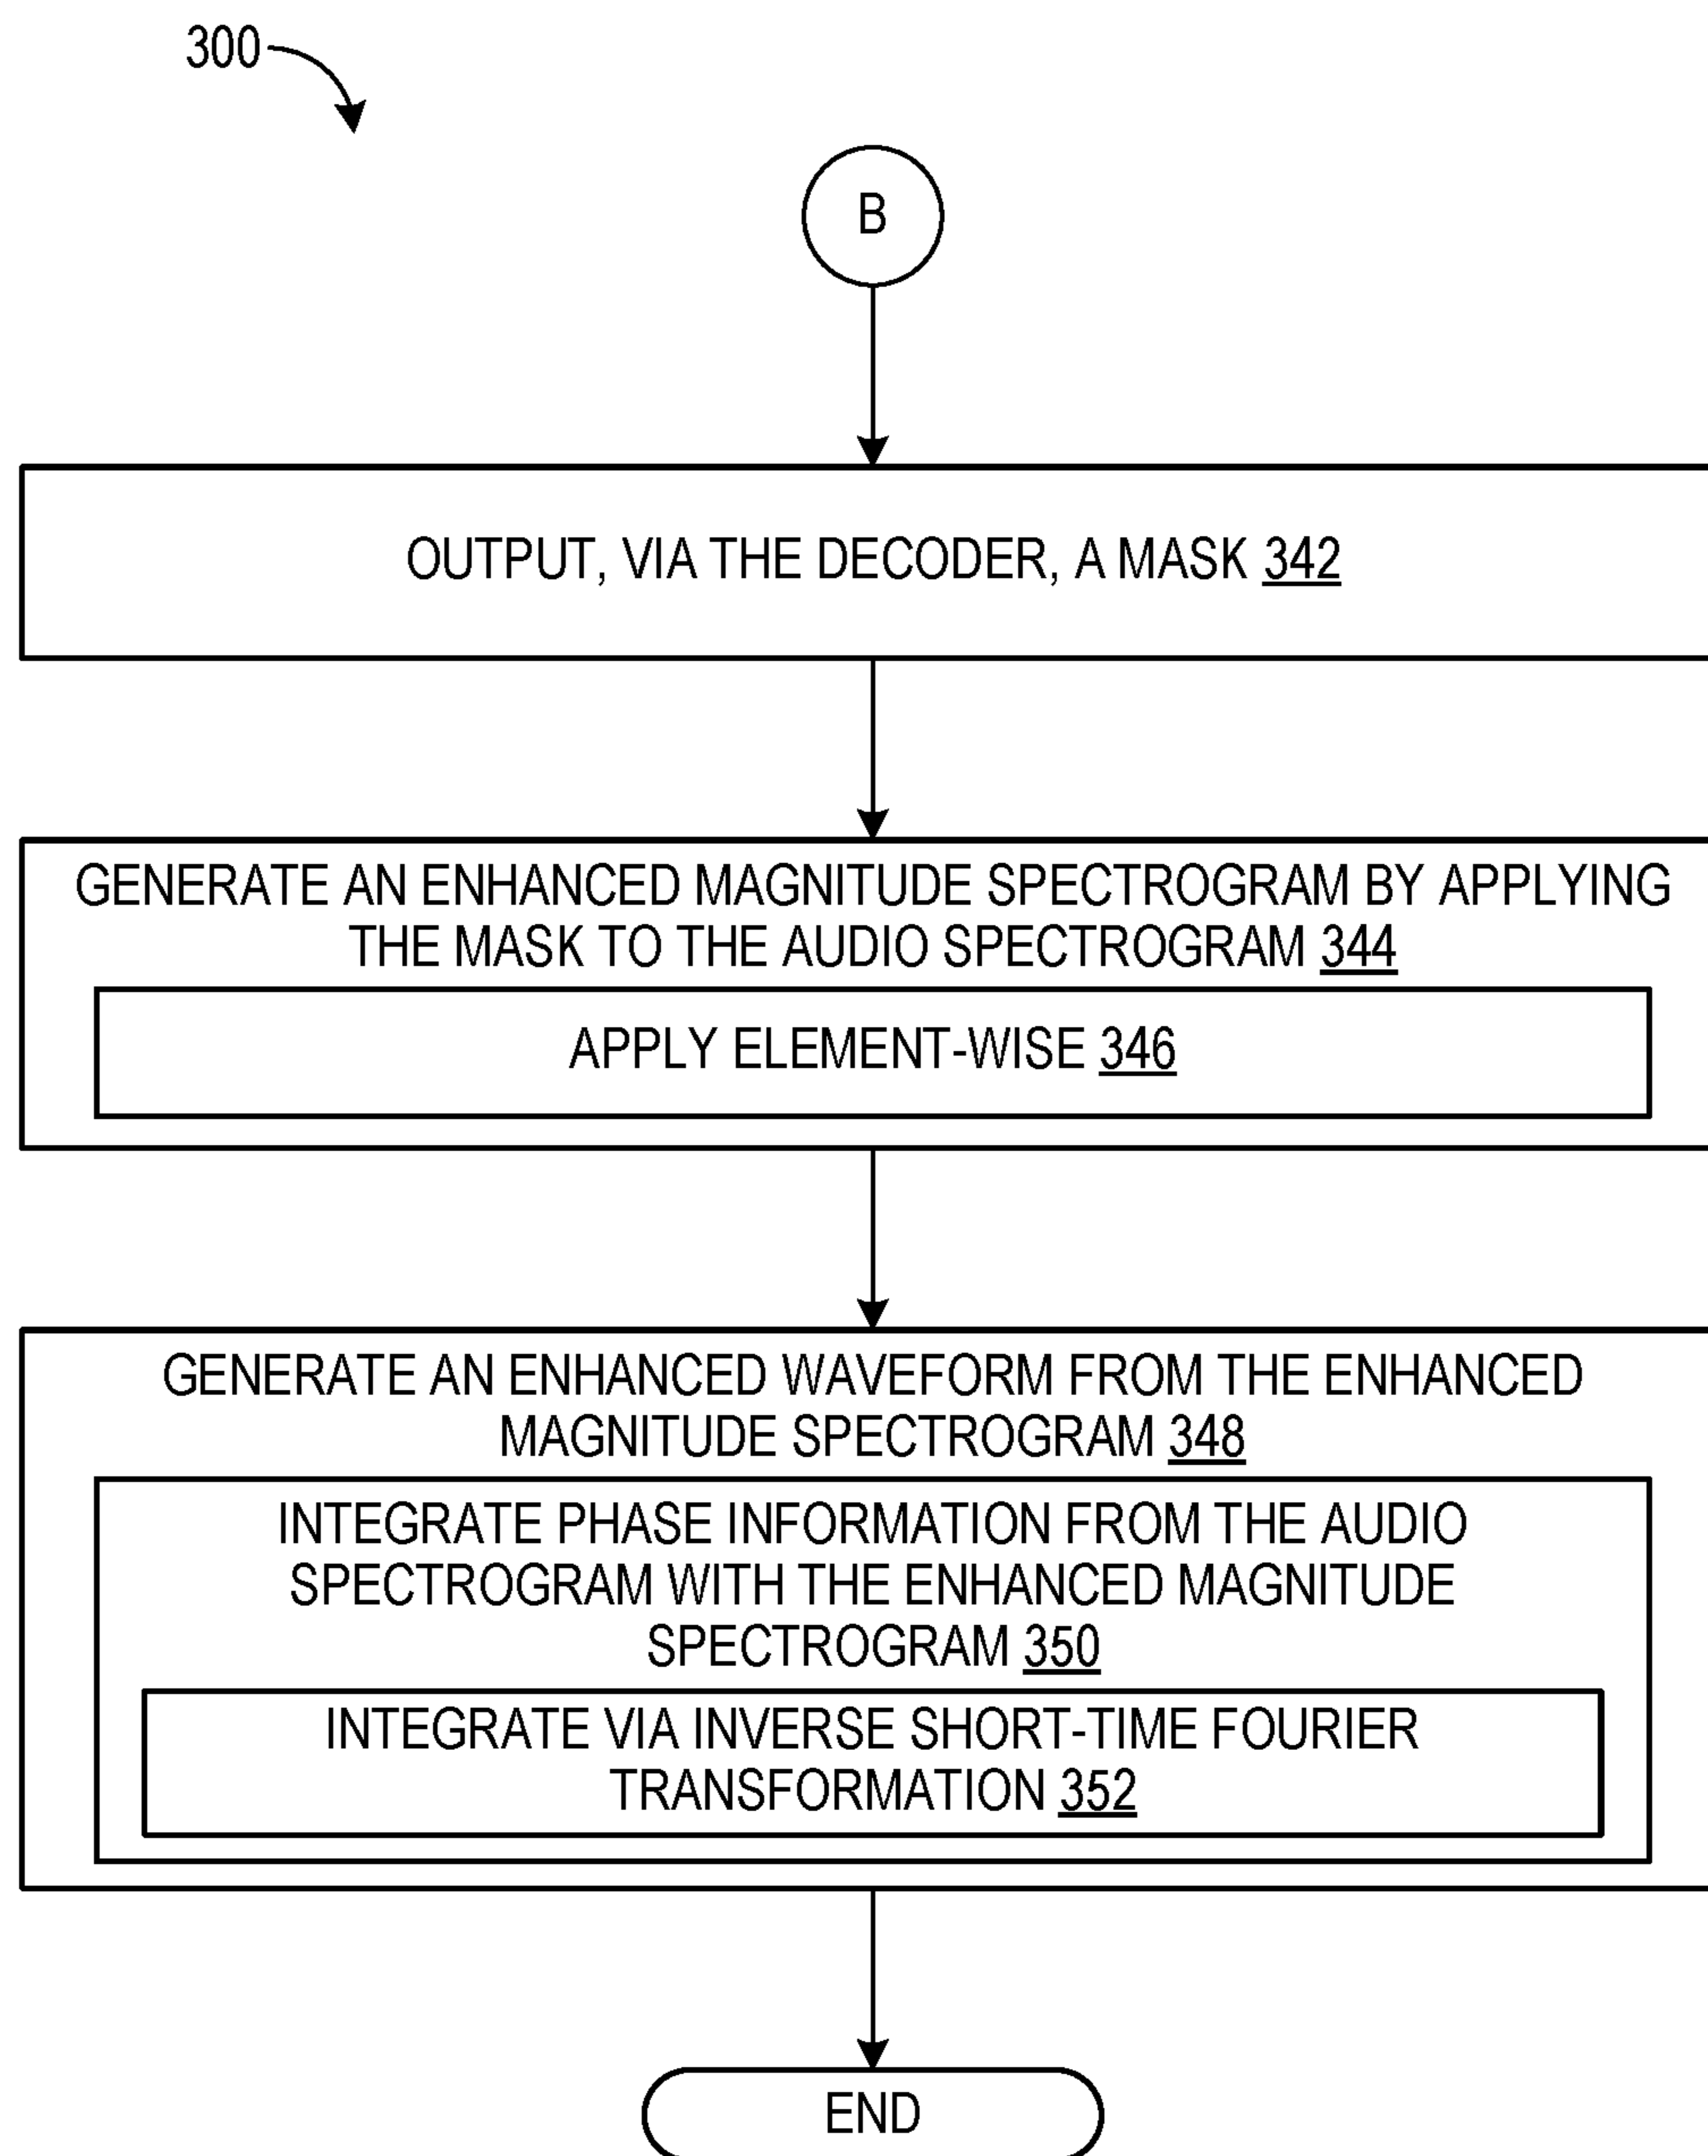 300
B
OUTPUT, VIA THE DECODER, A MASK 342
GENERATE AN ENHANCED MAGNITUDE SPECTROGRAM BY APPLYING
THE MASK TO THE AUDIO SPECTROGRAM 344
APPLY ELEMENT-WISE 346
GENERATE AN ENHANCED WAVEFORM FROM THE ENHANCED
MAGNITUDE SPECTROGRAM 348
INTEGRATE PHASE INFORMATION FROM THE AUDIO
SPECTROGRAM WITH THE ENHANCED MAGNITUDE
SPECTROGRAM 350
INTEGRATE VIA INVERSE SHORT-TIME FOURIER
TRANSFORMATION 352
END